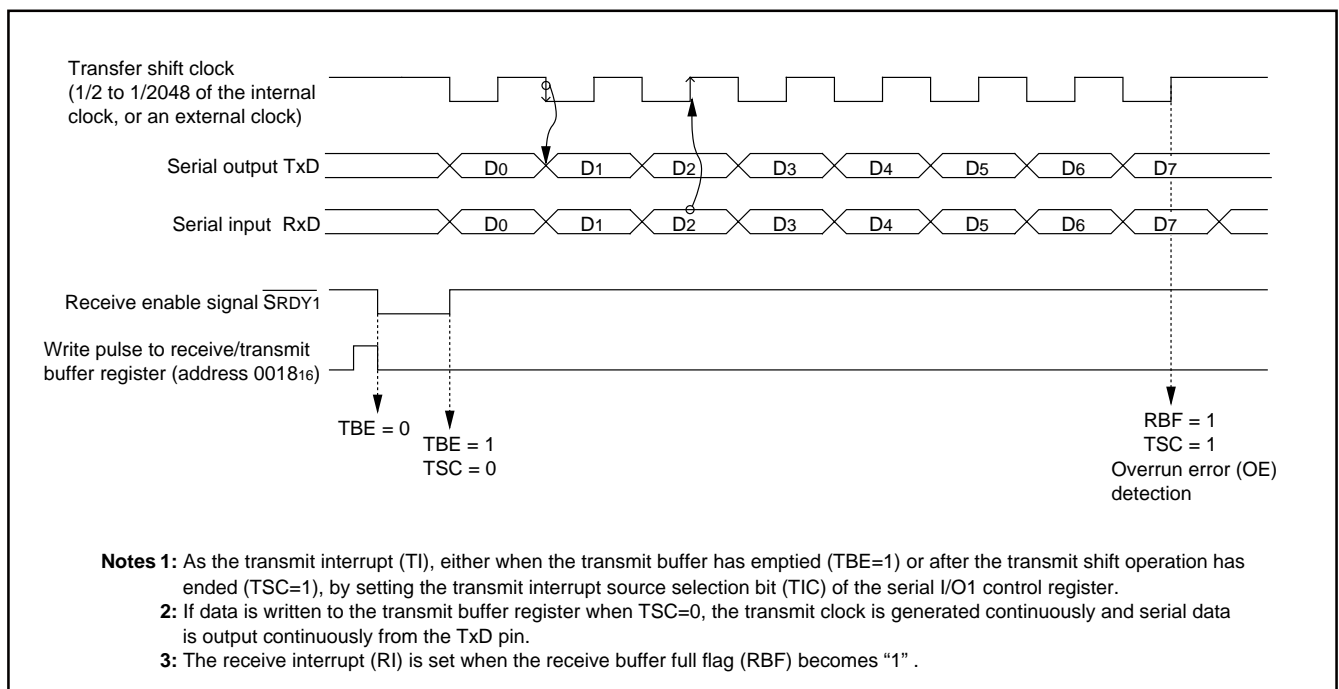 Transfer shift clock
(1/2 to 1/2048 of the internal
clock, or an external clock)
Serial output TxD
D0 D1 D2 D3 D4 D5 D6 D7
Serial input RxD
D0 D1 D2 D3 D4 D5 D6 D7
Receive enable signal SRDY1
Write pulse to receive/transmit
buffer register (address 001816)
TBE = 0
TBE = 1
TSC = 0
RBF = 1
TSC = 1
Overrun error (OE)
detection
Notes 1: As the transmit interrupt (TI), either when the transmit buffer has emptied (TBE=1) or after the transmit shift operation has
ended (TSC=1), by setting the transmit interrupt source selection bit (TIC) of the serial I/O1 control register.
2: If data is written to the transmit buffer register when TSC=0, the transmit clock is generated continuously and serial data
is output continuously from the TxD pin.
3: The receive interrupt (RI) is set when the receive buffer full flag (RBF) becomes “1” .